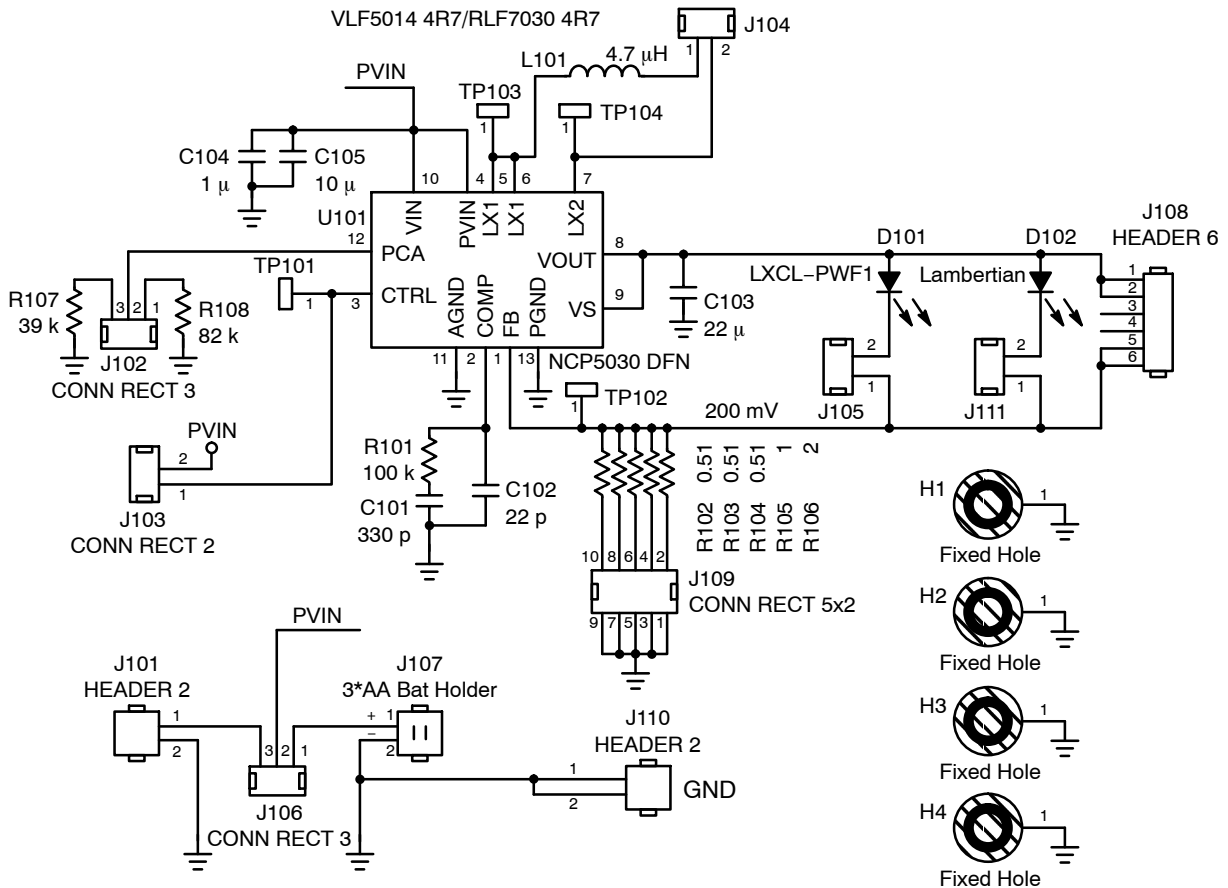 VLF5014 4R7/RLF7030 4R7
J104
1 2
L101
4.7 μH
PVIN
TP103
1
TP104
1
C104
1 μ
C105
10 μ
10
4
5
6
7
U101
VIN
PVIN
LX1
LX1
LX2
12
PCA
VOUT
8
TP101
1
3
CTRL
VS
9
AGND
COMP
FB
PGND
11
2
1
13
NCP5030 DFN
R107
39 k
3 2 1
R108
82 k
J102
CONN RECT 3
C103
22 μ
D101
LXCL–PWF1
D102
Lambertian
J108
HEADER 6
1
2
3
4
5
6
2
1
J105
2
1
J111
TP102
1
200 mV
PVIN
2
1
J103
CONN RECT 2
R101
100 k
C101
330 p
C102
22 p
R102 0.51
R103 0.51
R104 0.51
R105 1
R106 2
10 8 6 4 2
J109
CONN RECT 5x2
9 7 5 3 1
H1
1
Fixed Hole
H2
1
Fixed Hole
H3
1
Fixed Hole
H4
1
Fixed Hole
PVIN
J101
HEADER 2
1
2
3 2 1
J106
CONN RECT 3
J107
3*AA Bat Holder
+ 1
– 2
J110
HEADER 2
1
2
GND